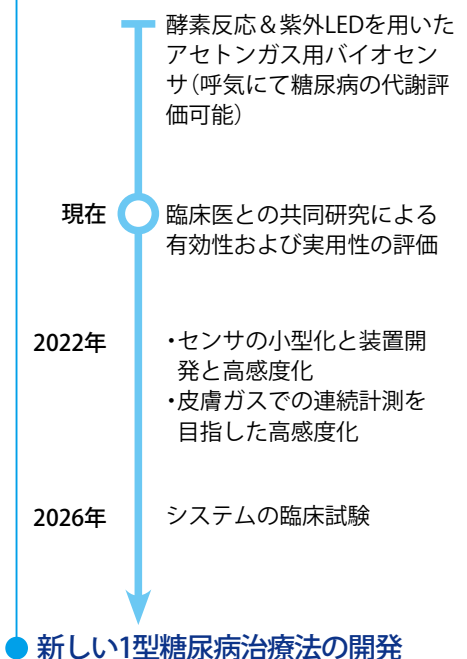 酵素反応&紫外LEDを用いた
アセトンガス用バイオセン
サ(呼気にて糖尿病の代謝評
価可能)
現在
臨床医との共同研究による
有効性および実用性の評価
2022年
・センサの小型化と装置開
発と高感度化
・皮膚ガスでの連続計測を
目指した高感度化
2026年
システムの臨床試験
新しい1型糖尿病治療法の開発